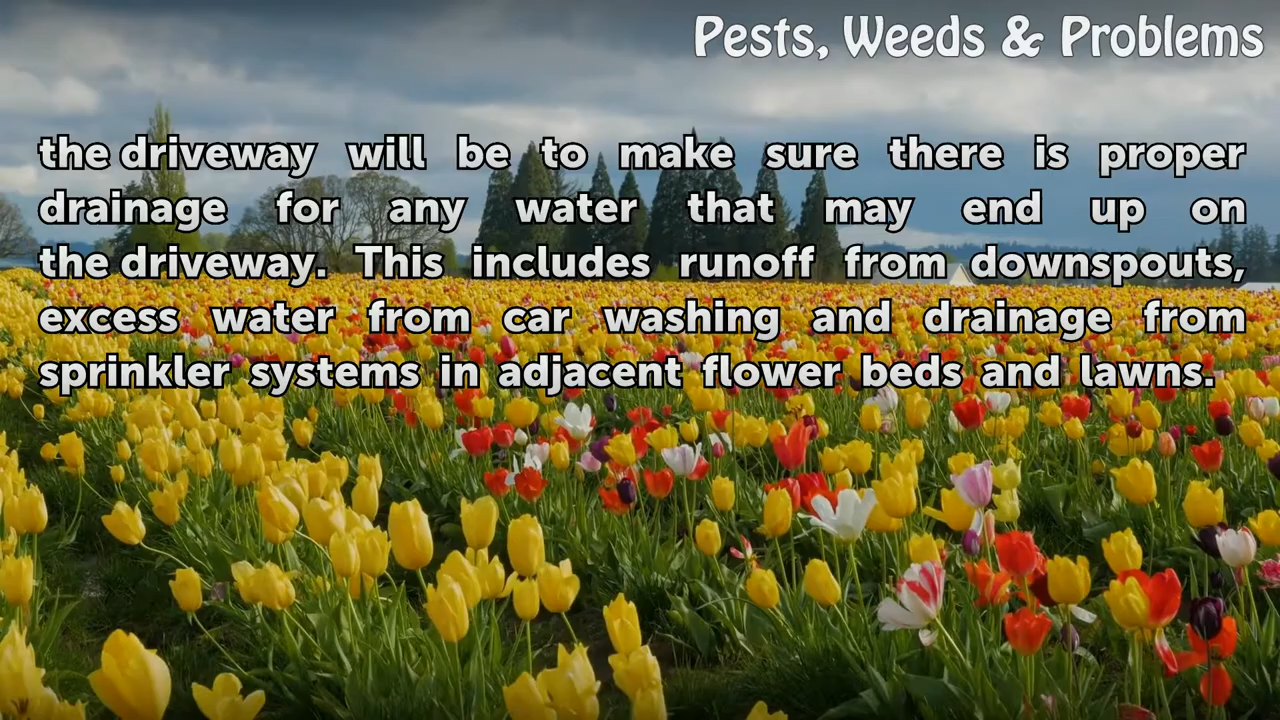 Pests, Weeds & Problems
the driveway will be to make sure there is proper
drainage for any water that may end up on
the driveway. This includes runoff from downspouts,
excess water from car washing and drainage from
sprinkler systems in adjacent flower beds and lawns.